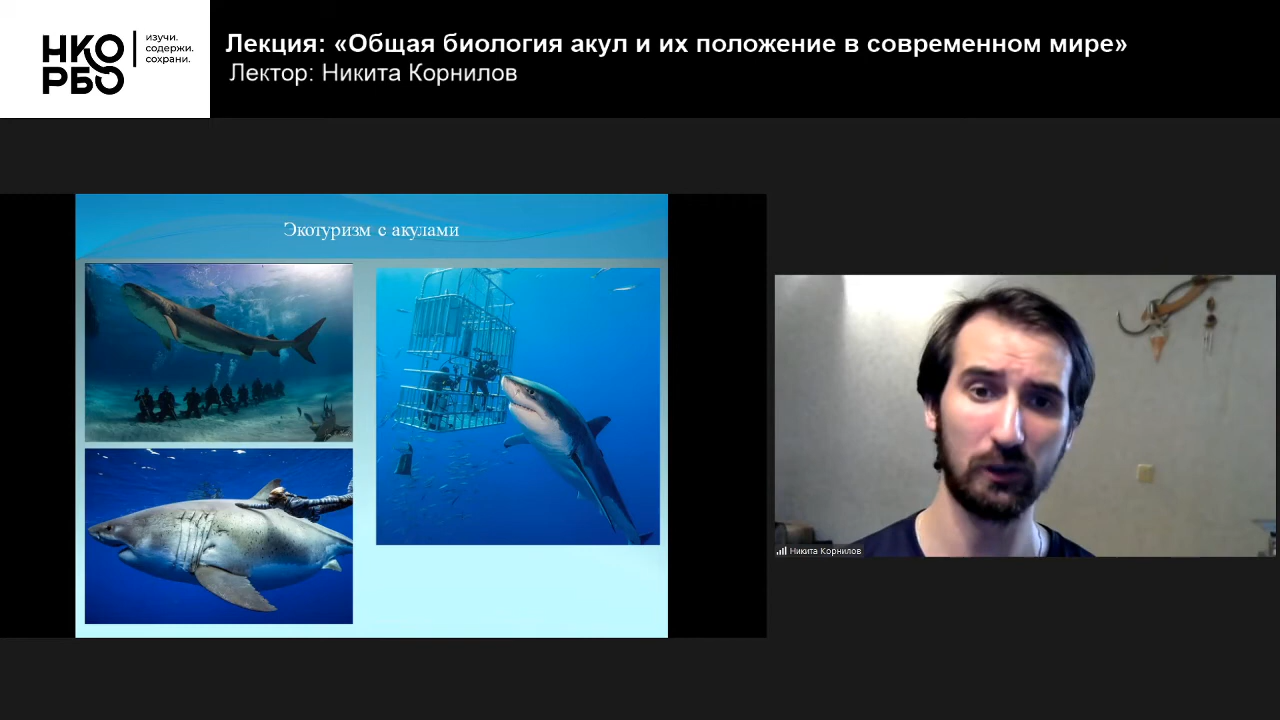 НКО
РБО
изучи.
содержи.
сохрани.
Лекция: «Общая биология акул и их положение в современном мире»
Лектор: Никита Корнилов
Экотуризм с акулами
Никита Корнилов